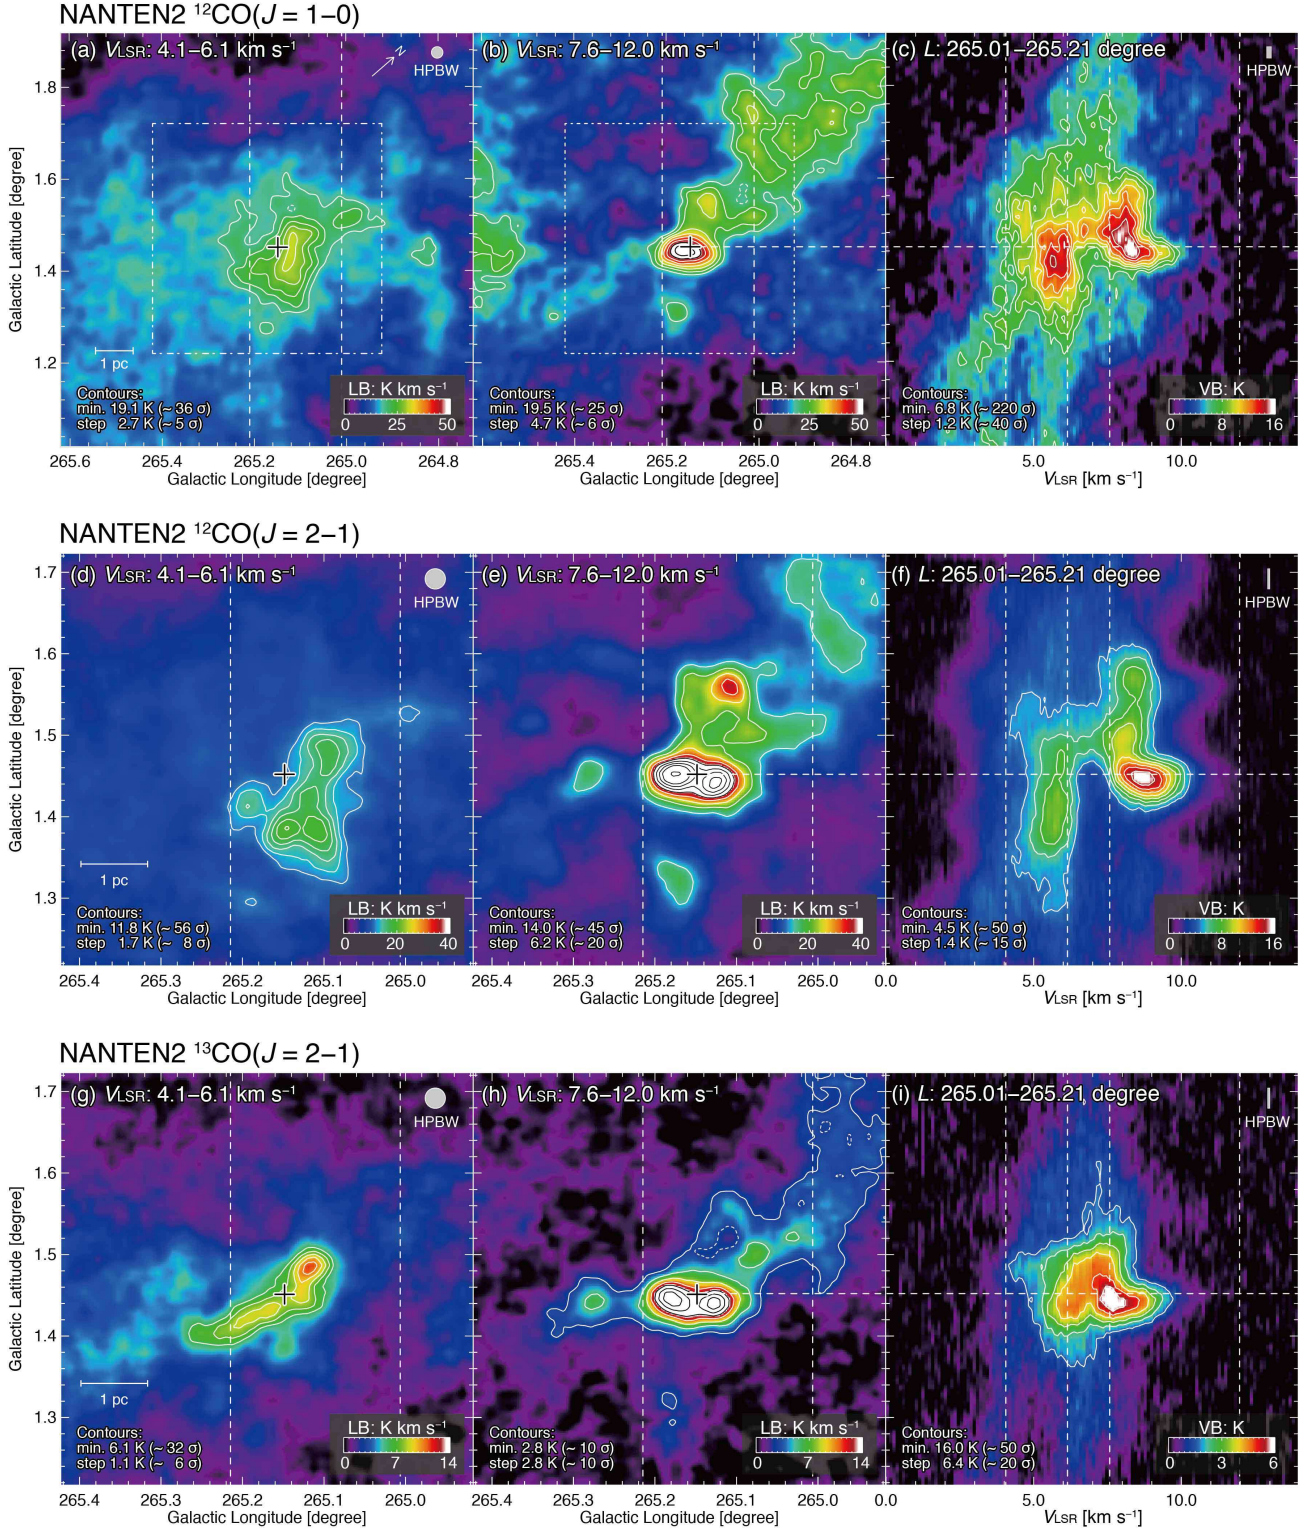 NANTEN2 ¹²CO(J = 1–0)
(a) VLSR: 4.1–6.1 km s⁻¹
N
HPBW
(b) VLSR: 7.6–12.0 km s⁻¹
(c) L: 265.01–265.21 degree
HPBW
Galactic Latitude [degree]
1.8
1.6
1.4
1.2
1 pc
Contours:
min. 19.1 K (~ 36 σ)
step 2.7 K (~ 5 σ)
LB: K km s⁻¹
0 25 50
Contours:
min. 19.5 K (~ 25 σ)
step 4.7 K (~ 6 σ)
LB: K km s⁻¹
0 25 50
Contours:
min. 6.8 K (~ 220 σ)
step 1.2 K (~ 40 σ)
VB: K
0 8 16
265.6 265.4 265.2 265.0 264.8
265.4 265.2 265.0 264.8
5.0 10.0
Galactic Longitude [degree]
Galactic Longitude [degree]
VLSR [km s⁻¹]
NANTEN2 ¹²CO(J = 2–1)
(d) VLSR: 4.1–6.1 km s⁻¹
HPBW
(e) VLSR: 7.6–12.0 km s⁻¹
(f) L: 265.01–265.21 degree
HPBW
Galactic Latitude [degree]
1.7
1.6
1.5
1.4
1.3
1 pc
Contours:
min. 11.8 K (~ 56 σ)
step 1.7 K (~ 8 σ)
LB: K km s⁻¹
0 20 40
Contours:
min. 14.0 K (~ 45 σ)
step 6.2 K (~ 20 σ)
LB: K km s⁻¹
0 20 40
Contours:
min. 4.5 K (~ 50 σ)
step 1.4 K (~ 15 σ)
VB: K
0 8 16
265.4 265.3 265.2 265.1 265.0
265.4 265.3 265.2 265.1 265.0
0.0 5.0 10.0
Galactic Longitude [degree]
Galactic Longitude [degree]
VLSR [km s⁻¹]
NANTEN2 ¹³CO(J = 2–1)
(g) VLSR: 4.1–6.1 km s⁻¹
HPBW
(h) VLSR: 7.6–12.0 km s⁻¹
(i) L: 265.01–265.21 degree
HPBW
Galactic Latitude [degree]
1.7
1.6
1.5
1.4
1.3
1 pc
Contours:
min. 6.1 K (~ 32 σ)
step 1.1 K (~ 6 σ)
LB: K km s⁻¹
0 7 14
Contours:
min. 2.8 K (~ 10 σ)
step 2.8 K (~ 10 σ)
LB: K km s⁻¹
0 7 14
Contours:
min. 16.0 K (~ 50 σ)
step 6.4 K (~ 20 σ)
VB: K
0 3 6
265.4 265.3 265.2 265.1 265.0
265.4 265.3 265.2 265.1 265.0
0.0 5.0 10.0
Galactic Longitude [degree]
Galactic Longitude [degree]
VLSR [km s⁻¹]